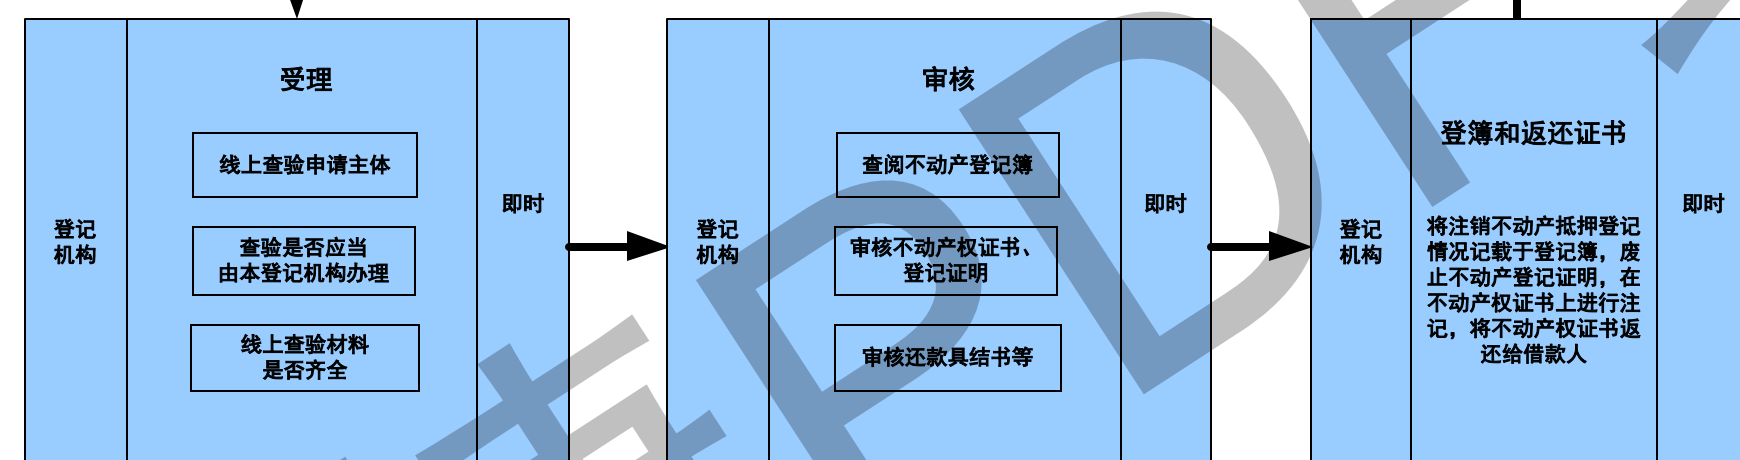 登记
机构
受理
线上查验申请主体
查验是否应当
由本登记机构办理
线上查验材料
是否齐全
即时
登记
机构
审核
查阅不动产登记簿
审核不动产权证书、
登记证明
审核还款具结书等
即时
登记
机构
登簿和返还证书
将注销不动产抵押登记
情况记载于登记簿，废
止不动产登记证明，在
不动产权证书上进行注
记，将不动产权证书返
还给借款人
即时